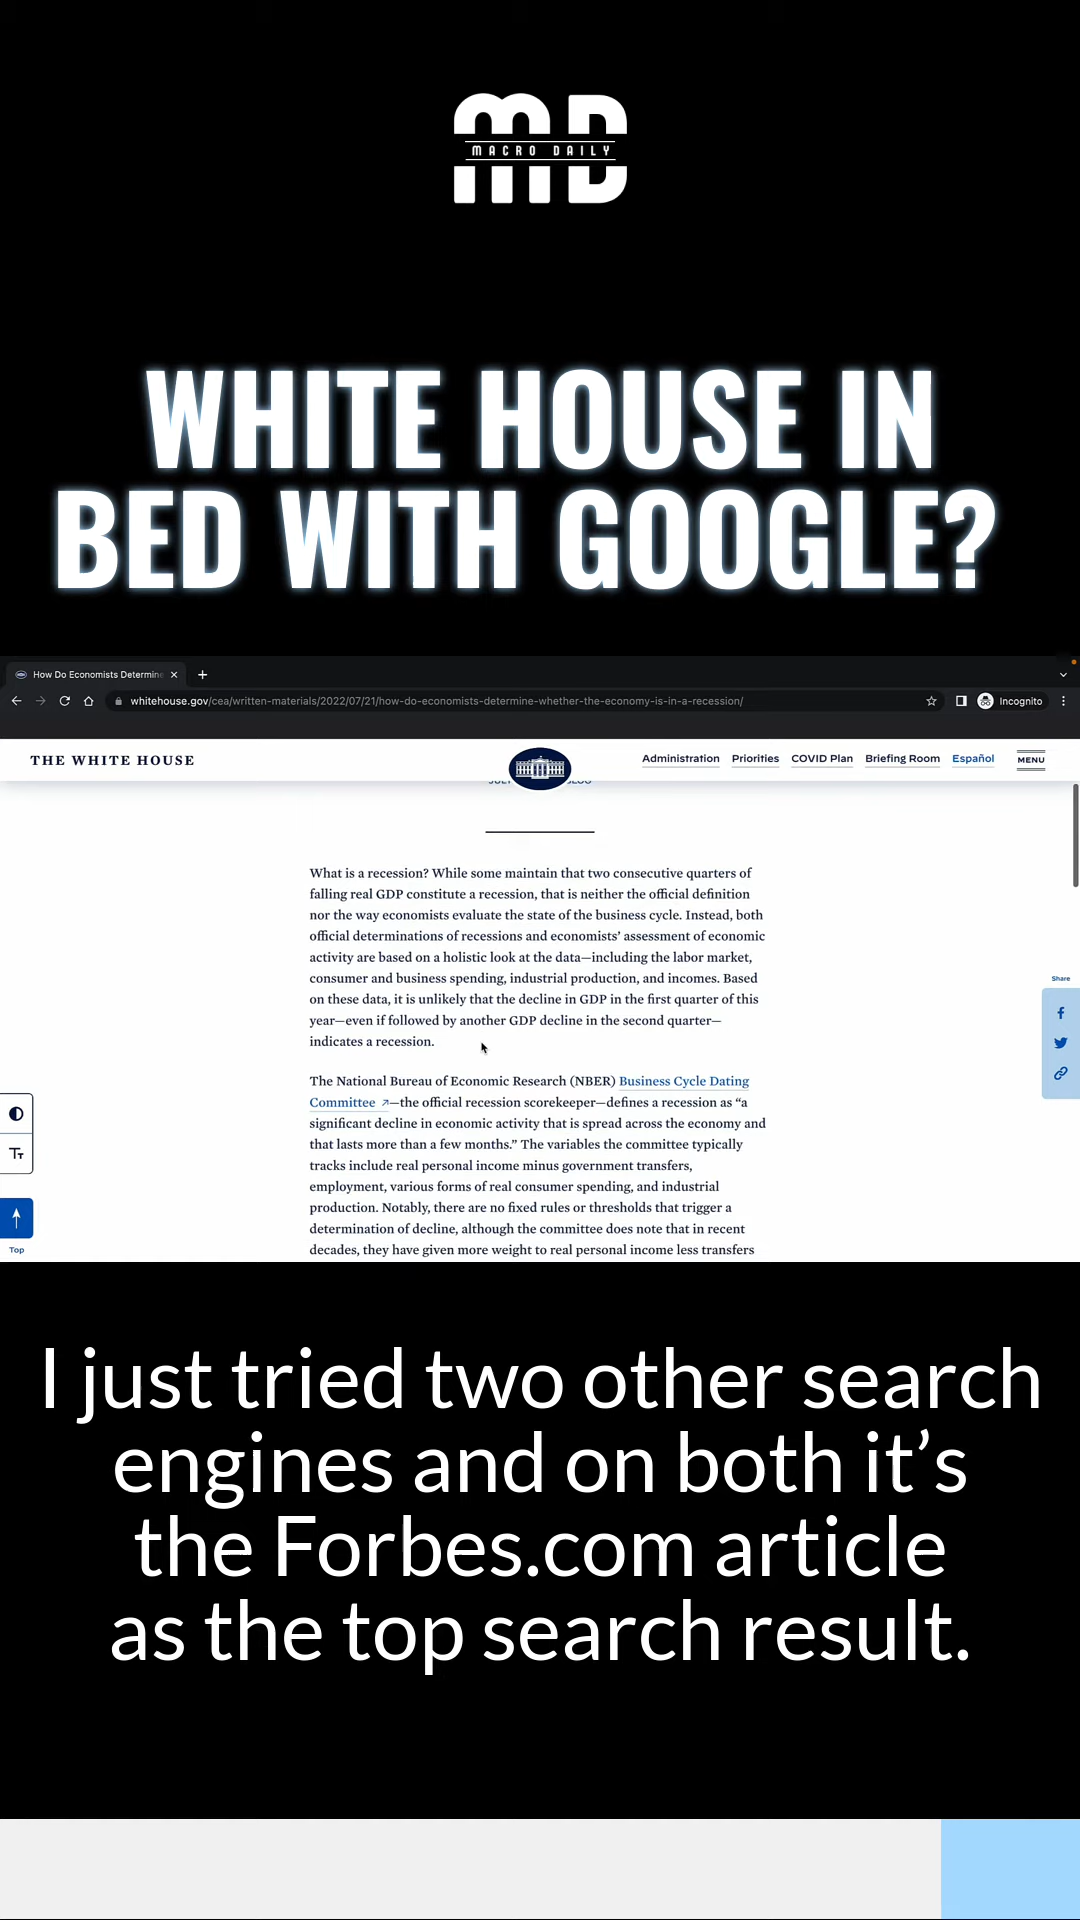 MD
MACRO DAILY
WHITE HOUSE IN
BED WITH GOOGLE?
How Do Economists Determine
whitehouse.gov/cea/written-materials/2022/07/21/how-do-economists-determine-whether-the-economy-is-in-a-recession/
Incognito
THE WHITE HOUSE
Administration Priorities COVID Plan Briefing Room Español MENU
What is a recession? While some maintain that two consecutive quarters of
falling real GDP constitute a recession, that is neither the official definition
nor the way economists evaluate the state of the business cycle. Instead, both
official determinations of recessions and economists’ assessment of economic
activity are based on a holistic look at the data—including the labor market,
consumer and business spending, industrial production, and incomes. Based
on these data, it is unlikely that the decline in GDP in the first quarter of this
year—even if followed by another GDP decline in the second quarter—
indicates a recession.
Share
The National Bureau of Economic Research (NBER) Business Cycle Dating
Committee ↗—the official recession scorekeeper—defines a recession as “a
significant decline in economic activity that is spread across the economy and
that lasts more than a few months.” The variables the committee typically
tracks include real personal income minus government transfers,
employment, various forms of real consumer spending, and industrial
production. Notably, there are no fixed rules or thresholds that trigger a
determination of decline, although the committee does note that in recent
decades, they have given more weight to real personal income less transfers
Tт
Top
I just tried two other search
engines and on both it’s
the Forbes.com article
as the top search result.